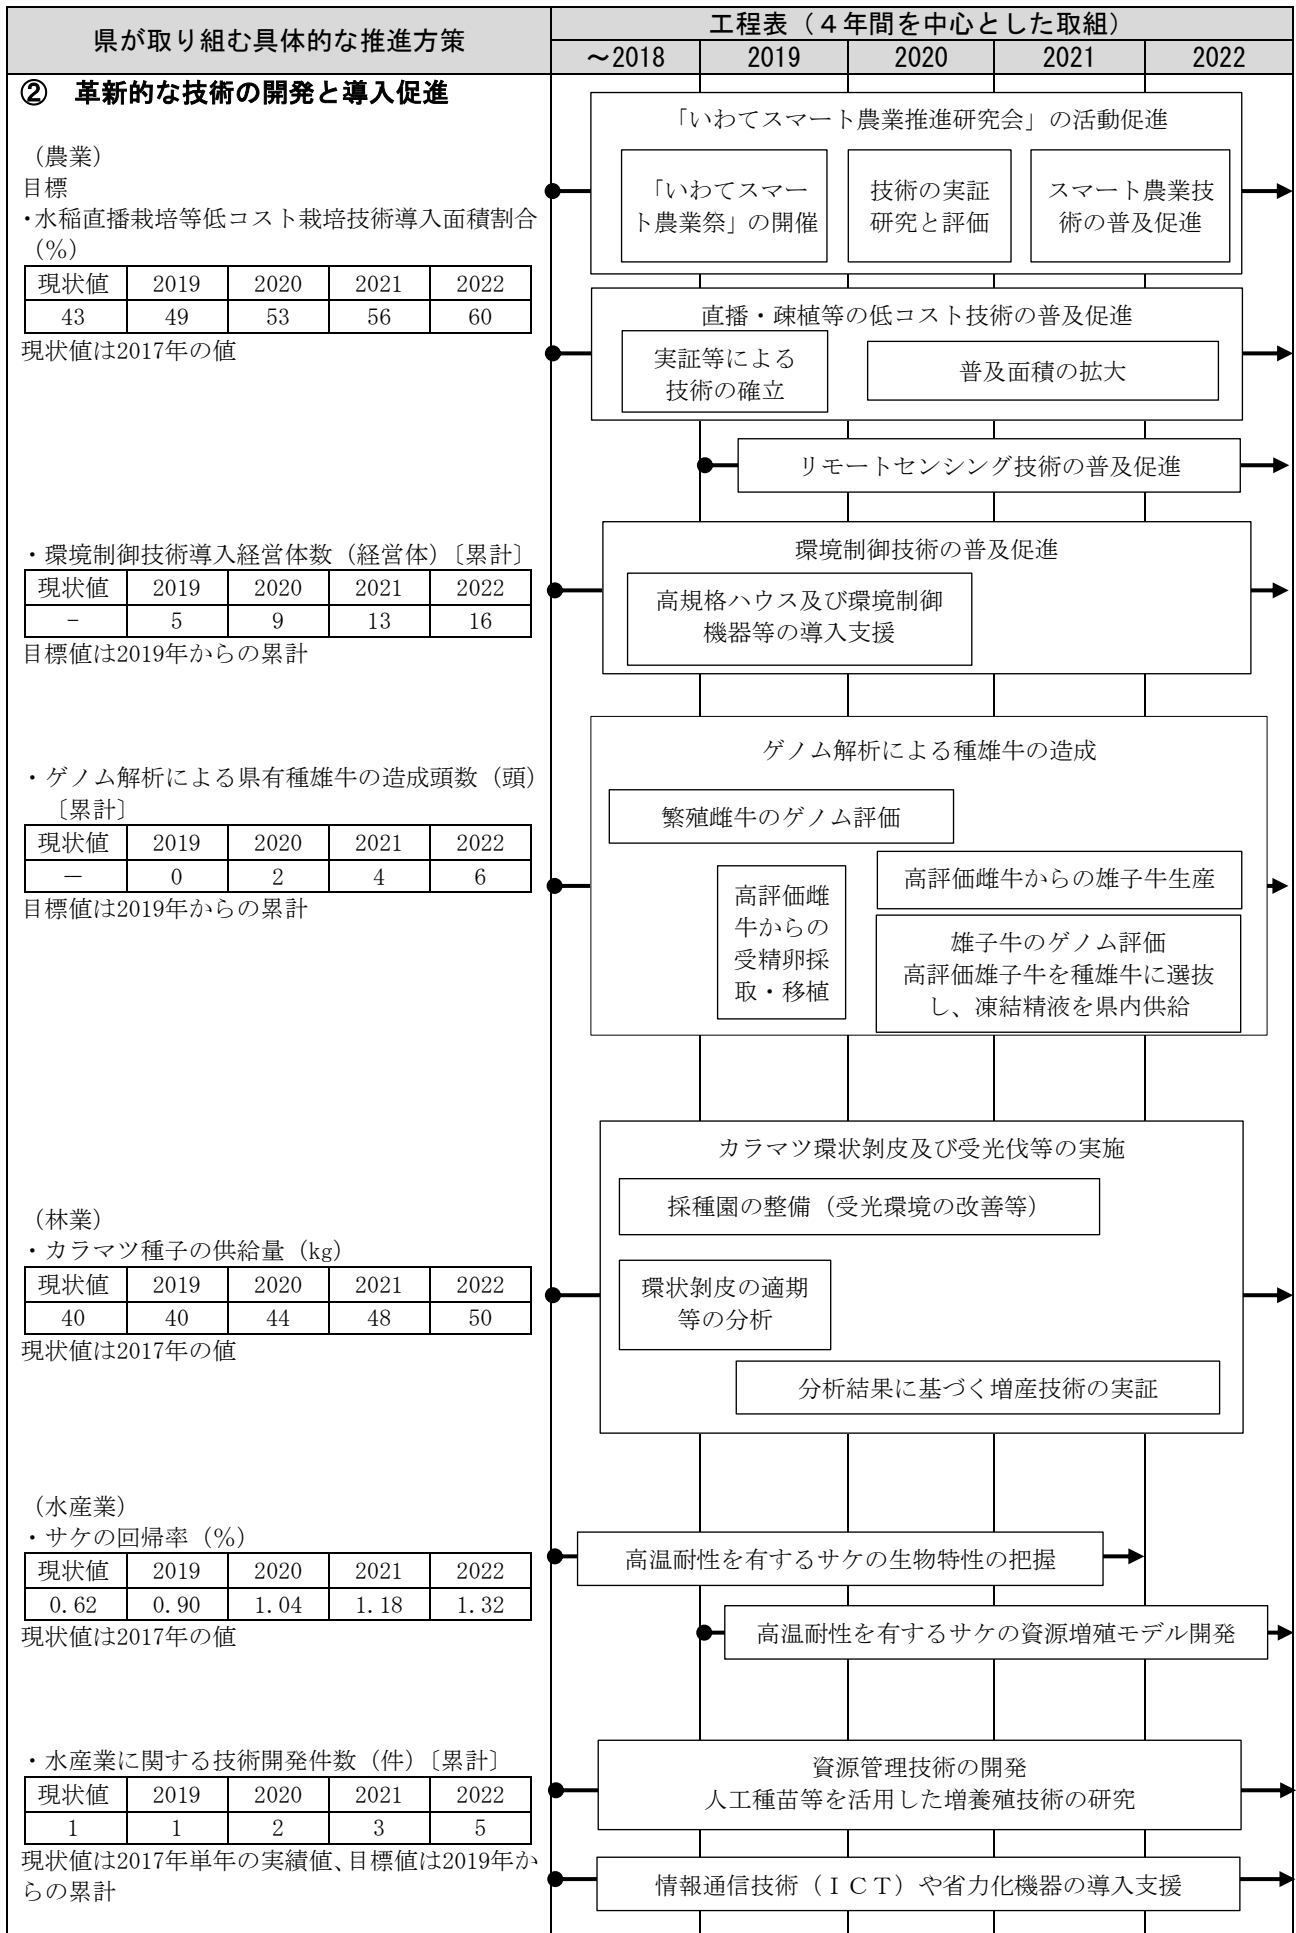 県が取り組む具体的な推進方策
工程表（４年間を中心とした取組）
～2018 2019 2020 2021 2022
② 革新的な技術の開発と導入促進
（農業）
目標
・水稲直播栽培等低コスト栽培技術導入面積割合
（%）
現状値 2019 2020 2021 2022
43 49 53 56 60
現状値は2017年の値
「いわてスマート農業推進研究会」の活動促進
「いわてスマー
ト農業祭」の開催
技術の実証
研究と評価
スマート農業技
術の普及促進
直播・疎植等の低コスト技術の普及促進
実証等による
技術の確立
普及面積の拡大
リモートセンシング技術の普及促進
・環境制御技術導入経営体数（経営体）〔累計〕
現状値 2019 2020 2021 2022
- 5 9 13 16
目標値は2019年からの累計
環境制御技術の普及促進
高規格ハウス及び環境制御
機器等の導入支援
・ゲノム解析による県有種雄牛の造成頭数（頭）
〔累計〕
現状値 2019 2020 2021 2022
－ 0 2 4 6
目標値は2019年からの累計
ゲノム解析による種雄牛の造成
繁殖雌牛のゲノム評価
高評価雌
牛からの
受精卵採
取・移植
高評価雌牛からの雄子牛生産
雄子牛のゲノム評価
高評価雄子牛を種雄牛に選抜
し、凍結精液を県内供給
（林業）
・カラマツ種子の供給量（kg）
現状値 2019 2020 2021 2022
40 40 44 48 50
現状値は2017年の値
カラマツ環状剝皮及び受光伐等の実施
採種園の整備（受光環境の改善等）
環状剝皮の適期
等の分析
分析結果に基づく増産技術の実証
（水産業）
・サケの回帰率（%）
現状値 2019 2020 2021 2022
0.62 0.90 1.04 1.18 1.32
現状値は2017年の値
高温耐性を有するサケの生物特性の把握
高温耐性を有するサケの資源増殖モデル開発
・水産業に関する技術開発件数（件）〔累計〕
現状値 2019 2020 2021 2022
1 1 2 3 5
現状値は2017年単年の実績値、目標値は2019年か
らの累計
資源管理技術の開発
人工種苗等を活用した増養殖技術の研究
情報通信技術（ＩＣＴ）や省力化機器の導入支援